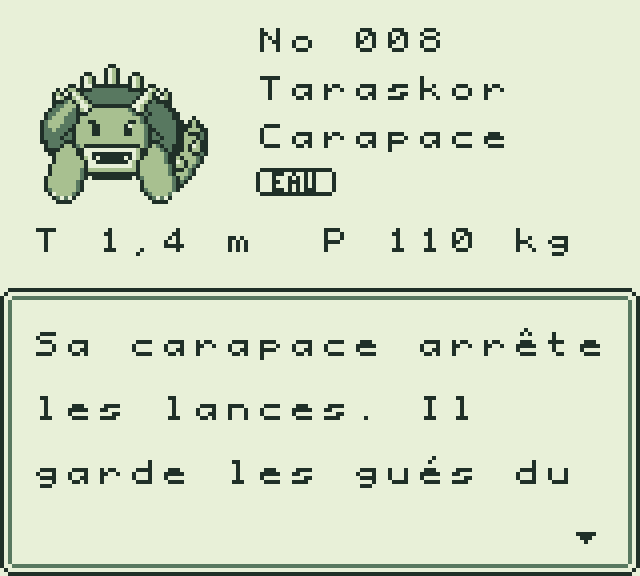 No 008
Taraskor
Carapace
EAU
T 1,4 m P 110 kg
Sa carapace arrête
les lances. Il
garde les gués du